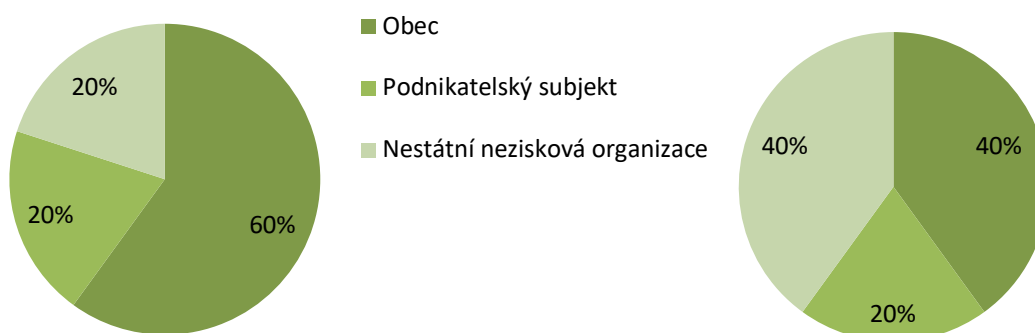 Obec
Podnikatelský subjekt
Nestátní nezisková organizace
20%
20%
60%
40%
40%
20%